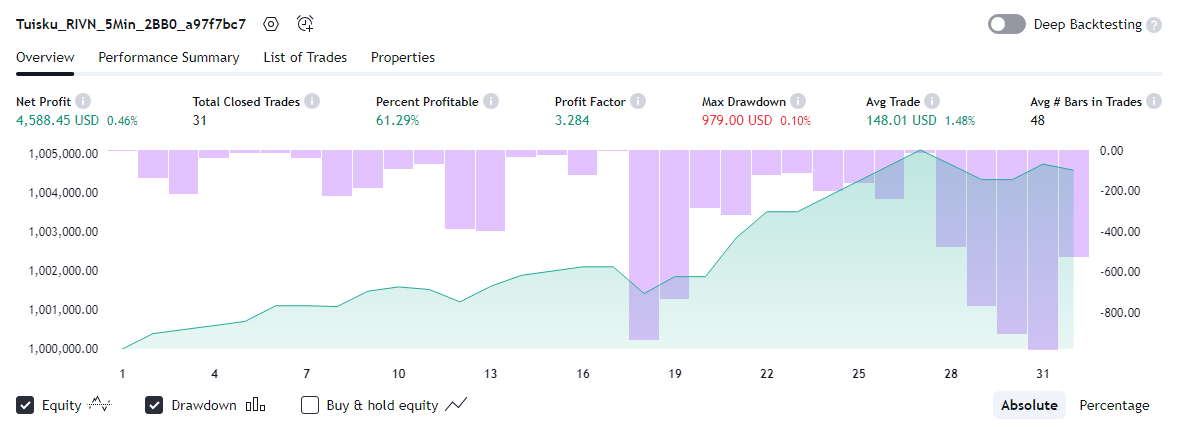 Tuisku_RIVN_5Min_2BB0_a97f7bc7
Deep Backtesting ?
Overview Performance Summary List of Trades Properties
Net Profit i Total Closed Trades i Percent Profitable i Profit Factor i Max Drawdown i Avg Trade i Avg # Bars in Trades i
4,588.45 USD 0.46% 31 61.29% 3.284 979.00 USD 0.10% 148.01 USD 1.48% 48
1,005,000.00 0.00
1,004,000.00 -200.00
1,003,000.00 -400.00
1,002,000.00 -600.00
1,001,000.00 -800.00
1,000,000.00
1 4 7 10 13 16 19 22 25 28 31
Equity Drawdown Buy & hold equity Absolute Percentage